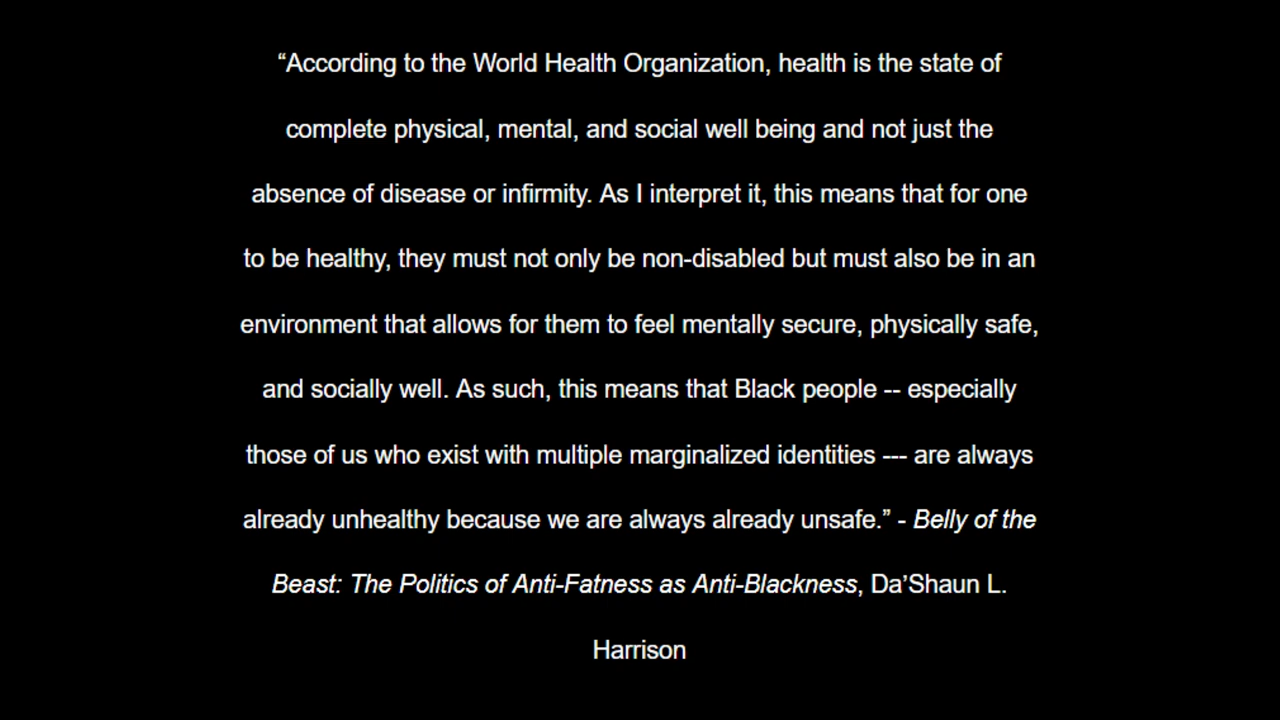 “According to the World Health Organization, health is the state of
complete physical, mental, and social well being and not just the
absence of disease or infirmity. As I interpret it, this means that for one
to be healthy, they must not only be non-disabled but must also be in an
environment that allows for them to feel mentally secure, physically safe,
and socially well. As such, this means that Black people -- especially
those of us who exist with multiple marginalized identities --- are always
already unhealthy because we are always already unsafe.” - Belly of the
Beast: The Politics of Anti-Fatness as Anti-Blackness, Da’Shaun L.
Harrison